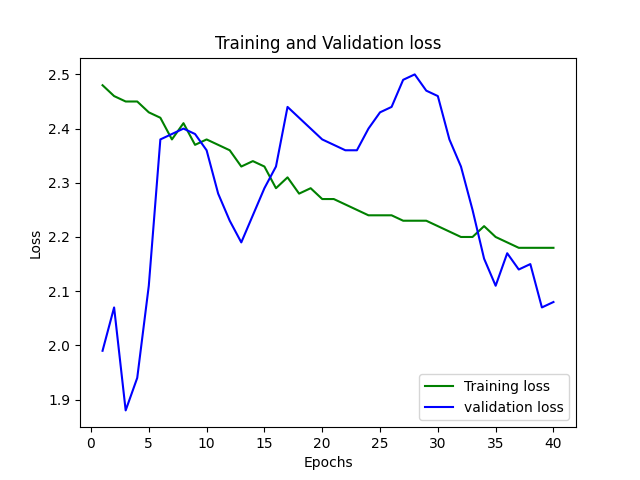 Training and Validation loss
2.5
2.4
2.3
2.2
2.1
2.0
1.9
Loss
0 5 10 15 20 25 30 35 40
Epochs
Training loss
validation loss